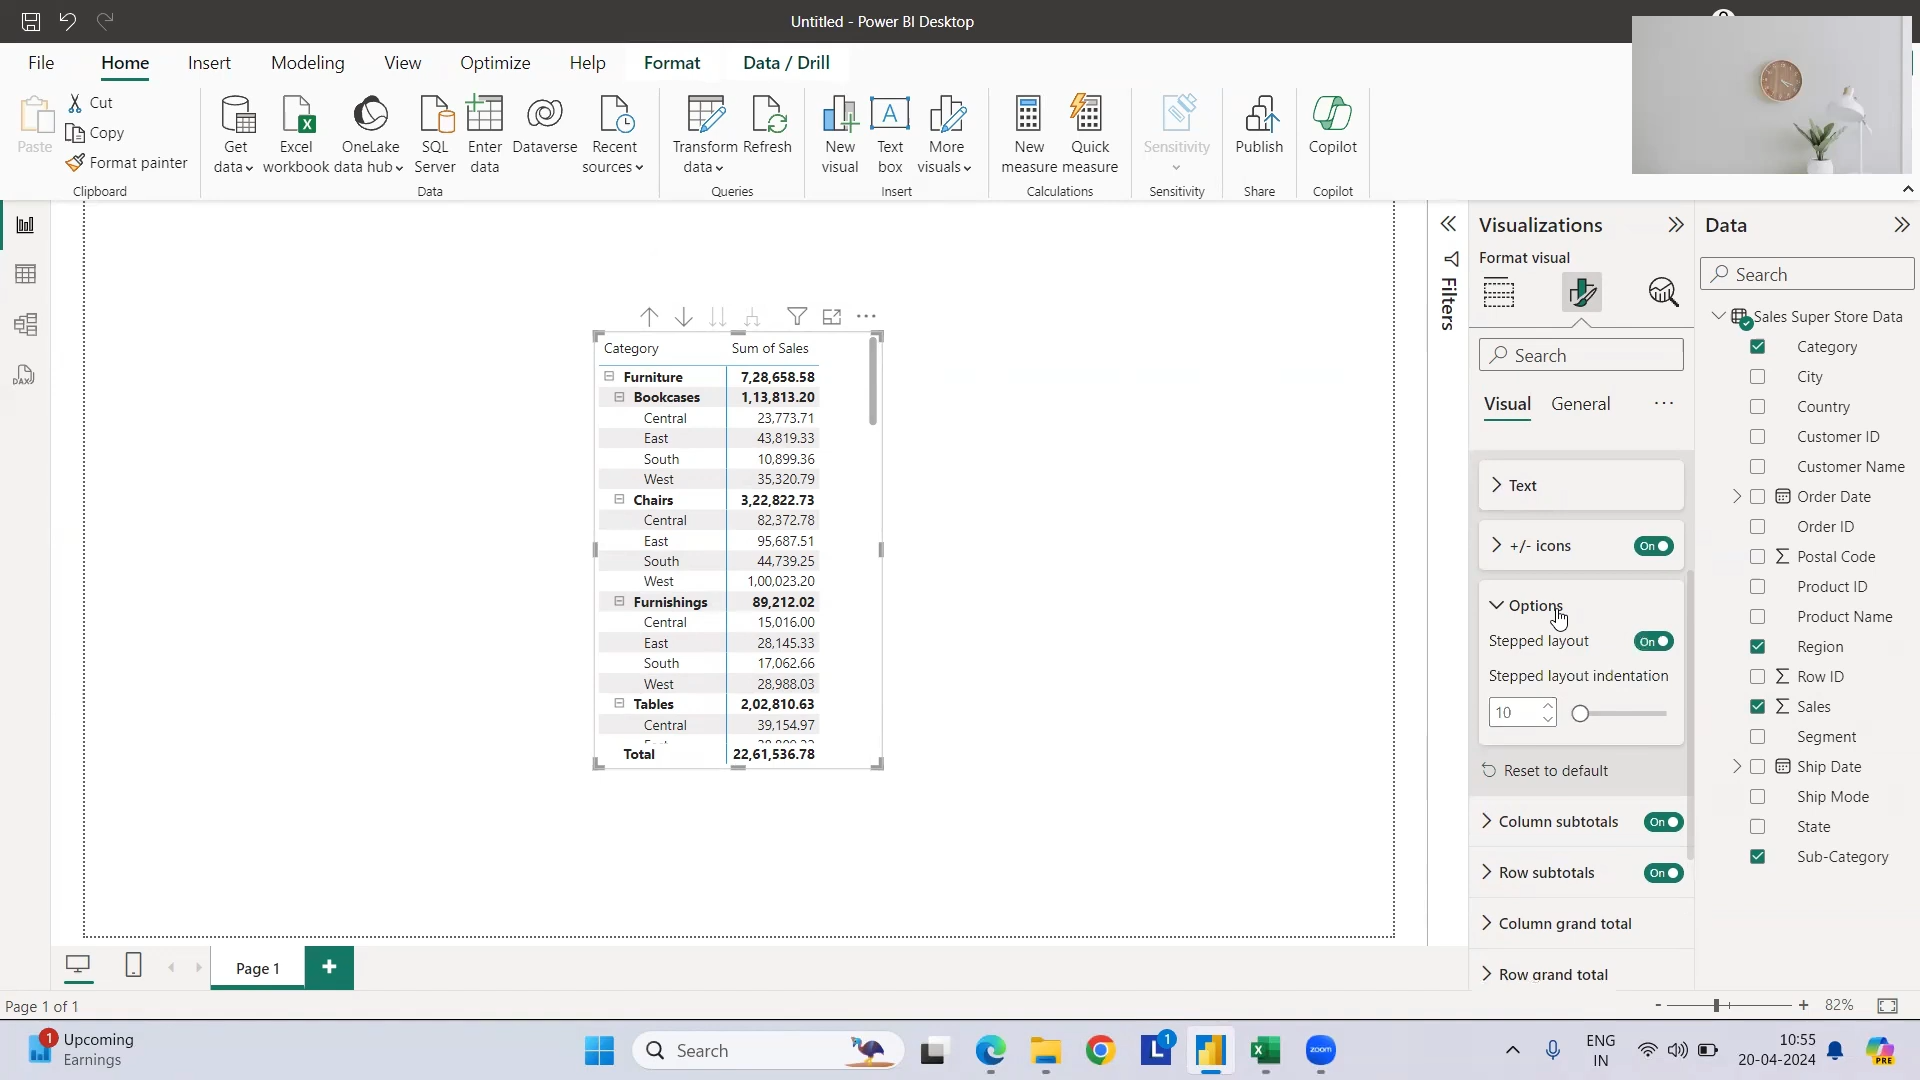 Untitled - Power BI Desktop
File Home Insert Modeling View Optimize Help Format Data / Drill
Paste
Cut
Copy
Format painter
Clipboard
Get data
Excel workbook
OneLake data hub
SQL Server
Enter data
Dataverse
Recent sources
Data
Transform data
Refresh
Queries
New visual
Text box
More visuals
Insert
New measure
Quick measure
Calculations
Sensitivity
Sensitivity
Publish
Share
Copilot
Copilot
Category Sum of Sales
Furniture 7,28,658.58
Bookcases 1,13,813.20
Central 23,773.71
East 43,819.33
South 10,899.36
West 35,320.79
Chairs 3,22,822.73
Central 82,372.78
East 95,687.51
South 44,739.25
West 1,00,023.20
Furnishings 89,212.02
Central 15,016.00
East 28,145.33
South 17,062.66
West 28,988.03
Tables 2,02,810.63
Central 39,154.97
Total 22,61,536.78
Filters
Visualizations
Format visual
Search
Visual General
Text
+/- icons On
Options
Stepped layout On
Stepped layout indentation
10
Reset to default
Column subtotals On
Row subtotals On
Column grand total
Row grand total
Data
Search
Sales Super Store Data
Category
City
Country
Customer ID
Customer Name
Order Date
Order ID
Postal Code
Product ID
Product Name
Region
Row ID
Sales
Segment
Ship Date
Ship Mode
State
Sub-Category
DAX
Page 1
Page 1 of 1
82%
1
Upcoming
Earnings
Search
L
1
zoom
ENG
IN
10:55
20-04-2024
PRE